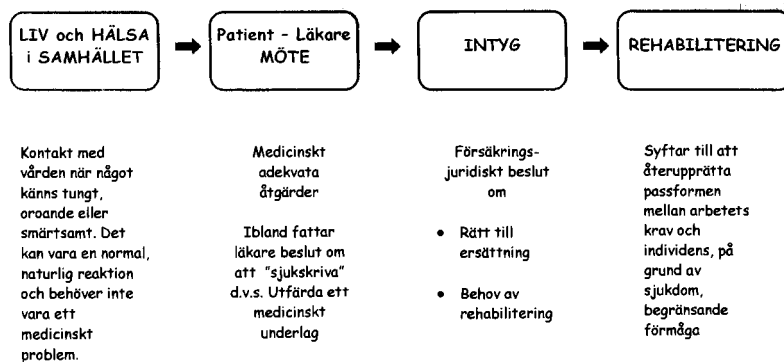 LIV och HÄLSA
i SAMHÄLLET
Patient - Läkare
MÖTE
INTYG
REHABILITERING
Kontakt med
vården när något
känns tungt,
oroande eller
smärtsamt. Det
kan vara en normal,
naturlig reaktion
och behöver inte
vara ett
medicinskt
problem.
Medicinskt
adekvata
åtgärder
Ibland fattar
läkare beslut om
att "sjukskriva"
d.v.s. Utfärda ett
medicinskt
underlag
Försäkrings-
juridiskt beslut
om
• Rätt till
ersättning
• Behov av
rehabilitering
Syftar till att
återupprätta
passformen
mellan arbetets
krav och
individens, på
grund av
sjukdom,
begränsande
förmåga